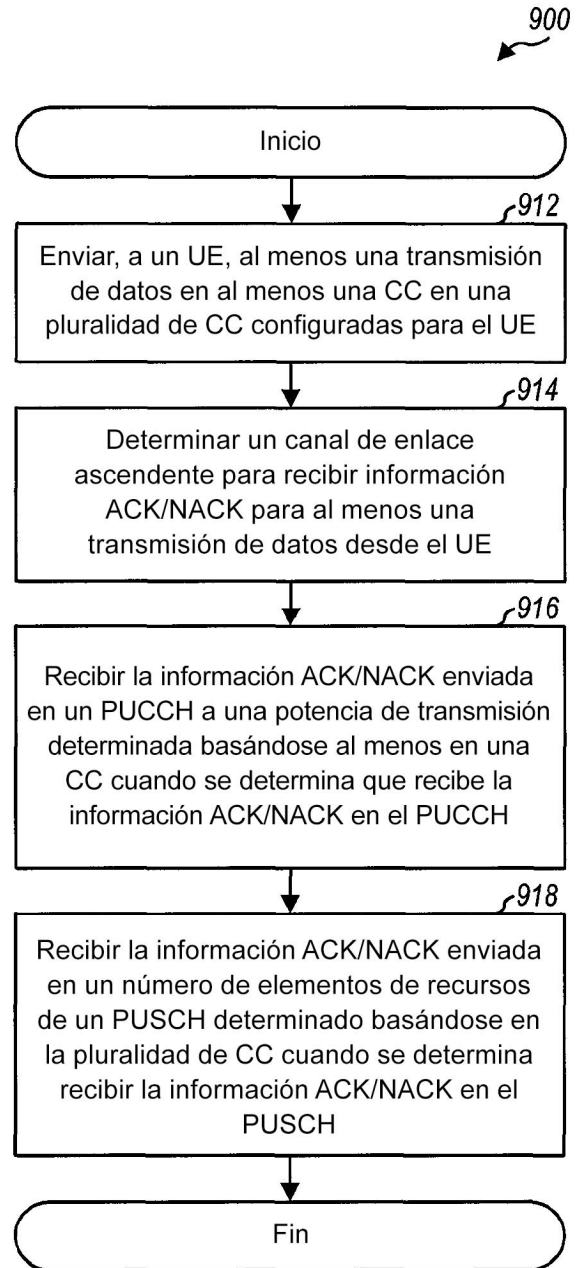 900
Inicio
912
Enviar, a un UE, al menos una transmisión
de datos en al menos una CC en una
pluralidad de CC configuradas para el UE
914
Determinar un canal de enlace
ascendente para recibir información
ACK/NACK para al menos una
transmisión de datos desde el UE
916
Recibir la información ACK/NACK enviada
en un PUCCH a una potencia de transmisión
determinada basándose al menos en una
CC cuando se determina que recibe la
información ACK/NACK en el PUCCH
918
Recibir la información ACK/NACK enviada
en un número de elementos de recursos
de un PUSCH determinado basándose en
la pluralidad de CC cuando se determina
recibir la información ACK/NACK en el
PUSCH
Fin